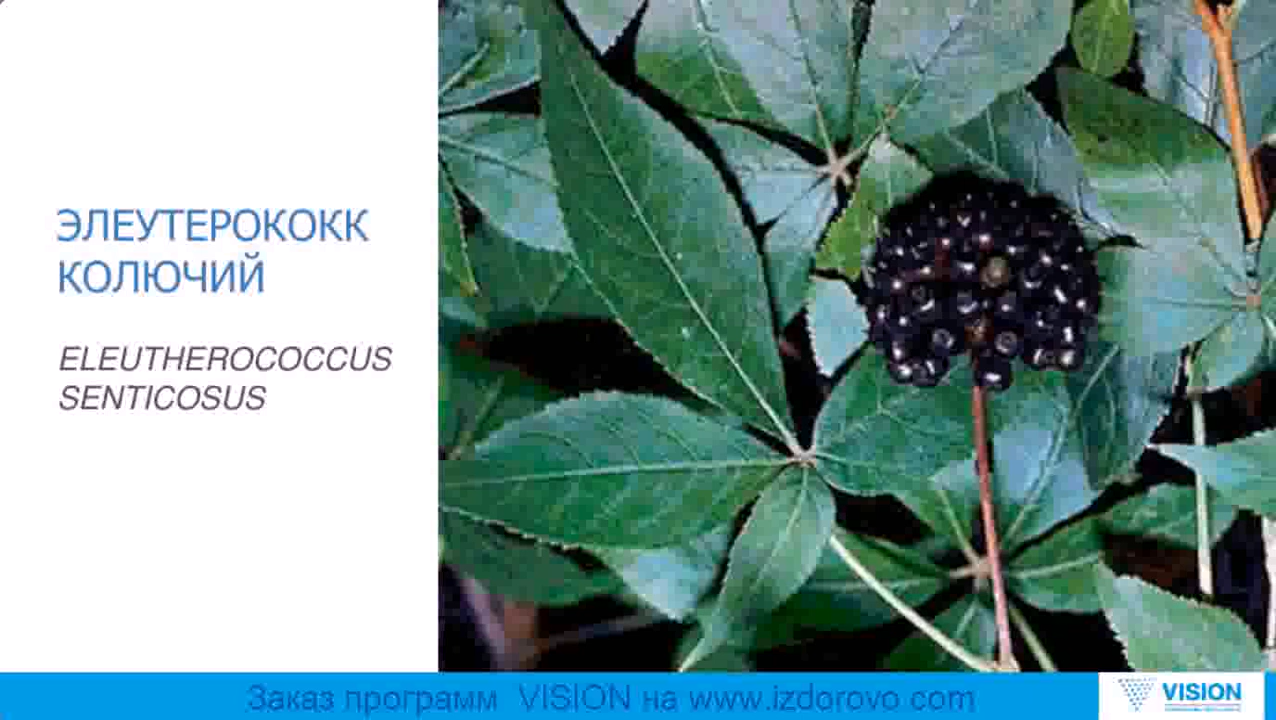 ЭЛЕУТЕРОКОКК
КОЛЮЧИЙ
ELEUTHEROCOCCUS
SENTICOSUS
Заказ программ VISION на www.izdorovo.com
VISION